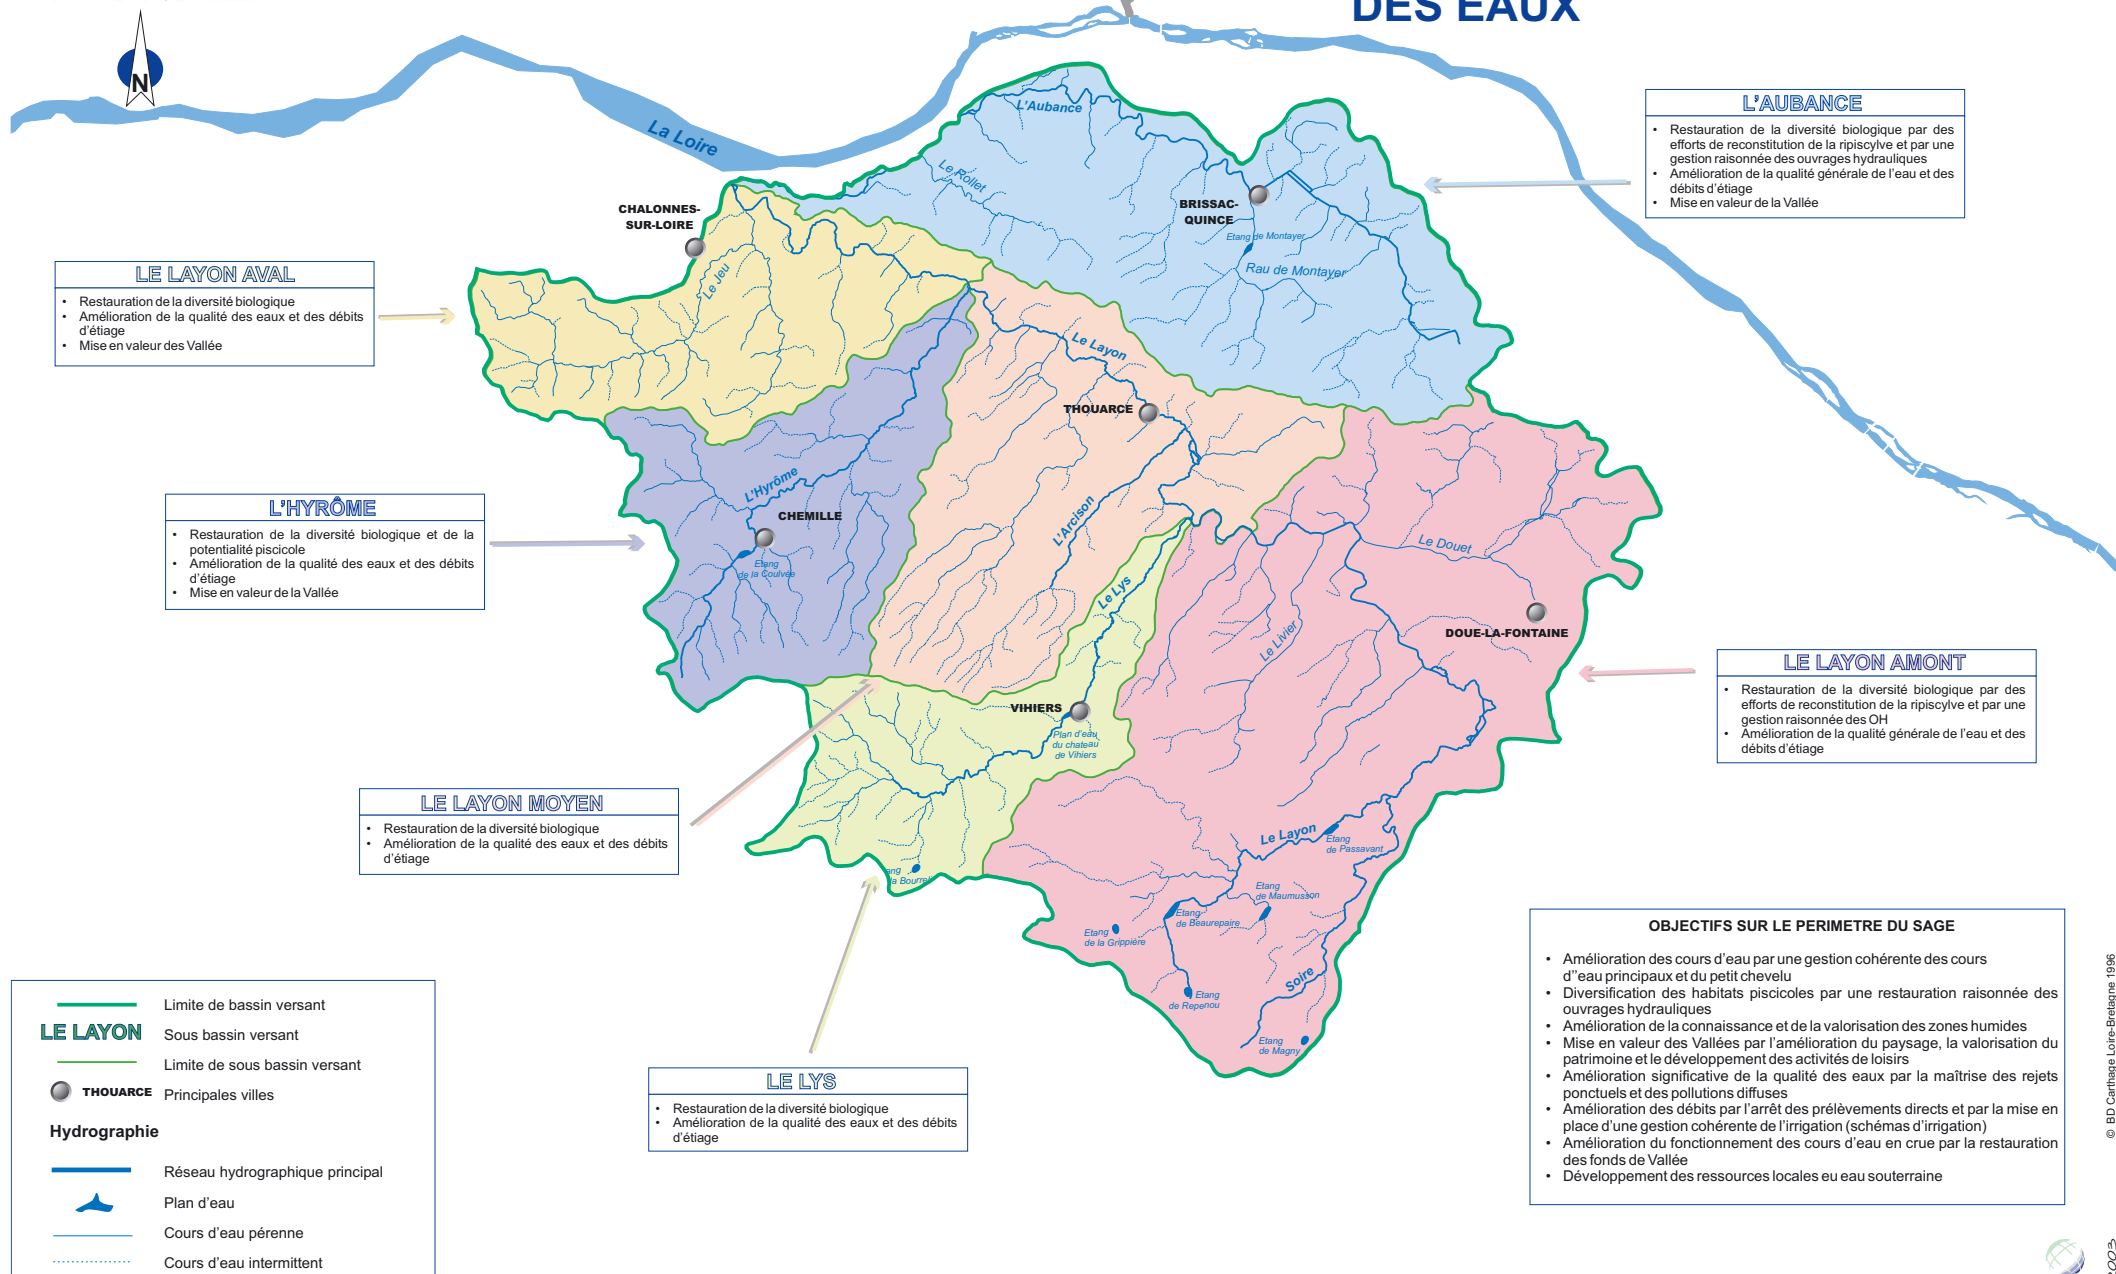 DES EAUX
N
La Loire
L'Aubance
Le Rollet
CHALONNES-
SUR-LOIRE
BRISSAC-
QUINCE
Etang de Montayer
Rau de Montayer
Le Jeu
L'AUBANCE
• Restauration de la diversité biologique par des
efforts de reconstitution de la ripiscylve et par une
gestion raisonnée des ouvrages hydrauliques
• Amélioration de la qualité générale de l'eau et des
débits d'étiage
• Mise en valeur de la Vallée
LE LAYON AVAL
• Restauration de la diversité biologique
• Amélioration de la qualité des eaux et des débits
d'étiage
• Mise en valeur des Vallée
Le Layon
THOUARCE
L'HYRÔME
• Restauration de la diversité biologique et de la
potentialité piscicole
• Amélioration de la qualité des eaux et des débits
d'étiage
• Mise en valeur de la Vallée
L'Hyrôme
CHEMILLE
Etang
de la Coulvée
L'Arcison
Le Lys
Le Douet
Le Livier
DOUE-LA-FONTAINE
LE LAYON AMONT
• Restauration de la diversité biologique par des
efforts de reconstitution de la ripiscylve et par une
gestion raisonnée des OH
• Amélioration de la qualité générale de l'eau et des
débits d'étiage
VIHIERS
Plan d'eau
du chateau
de Vihiers
LE LAYON MOYEN
• Restauration de la diversité biologique
• Amélioration de la qualité des eaux et des débits
d'étiage
Le Layon
Etang
de Passavant
ang
la Bourreli
Etang
de Maumusson
Etang
de Beaurepaire
Etang
de la Grippière
Soire
Etang
de Repenou
Etang
de Magny
LE LYS
• Restauration de la diversité biologique
• Amélioration de la qualité des eaux et des débits
d'étiage
OBJECTIFS SUR LE PERIMETRE DU SAGE
• Amélioration des cours d'eau par une gestion cohérente des cours
d''eau principaux et du petit chevelu
• Diversification des habitats piscicoles par une restauration raisonnée des
ouvrages hydrauliques
• Amélioration de la connaissance et de la valorisation des zones humides
• Mise en valeur des Vallées par l'amélioration du paysage, la valorisation du
patrimoine et le développement des activités de loisirs
• Amélioration significative de la qualité des eaux par la maîtrise des rejets
ponctuels et des pollutions diffuses
• Amélioration des débits par l'arrêt des prélèvements directs et par la mise en
place d'une gestion cohérente de l'irrigation (schémas d'irrigation)
• Amélioration du fonctionnement des cours d'eau en crue par la restauration
des fonds de Vallée
• Développement des ressources locales eu eau souterraine
Limite de bassin versant
LE LAYON Sous bassin versant
Limite de sous bassin versant
THOUARCE Principales villes
Hydrographie
Réseau hydrographique principal
Plan d'eau
Cours d'eau pérenne
Cours d'eau intermittent
© BD Carthage Loire-Bretagne 1996
2003